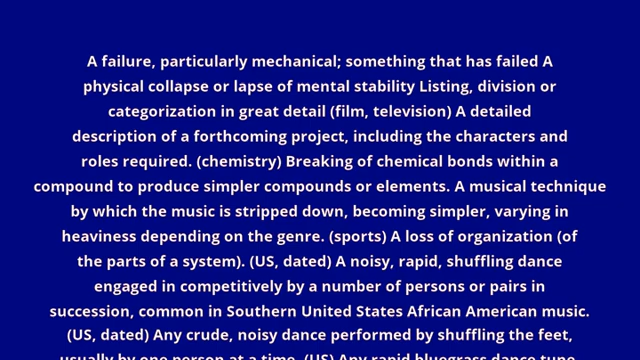 A failure, particularly mechanical; something that has failed A
physical collapse or lapse of mental stability Listing, division or
categorization in great detail (film, television) A detailed
description of a forthcoming project, including the characters and
roles required. (chemistry) Breaking of chemical bonds within a
compound to produce simpler compounds or elements. A musical technique
by which the music is stripped down, becoming simpler, varying in
heaviness depending on the genre. (sports) A loss of organization (of
the parts of a system). (US, dated) A noisy, rapid, shuffling dance
engaged in competitively by a number of persons or pairs in
succession, common in Southern United States African American music.
(US, dated) Any crude, noisy dance performed by shuffling the feet,
usually by one person at a time. (US) Any rapid bluegrass dance tune,